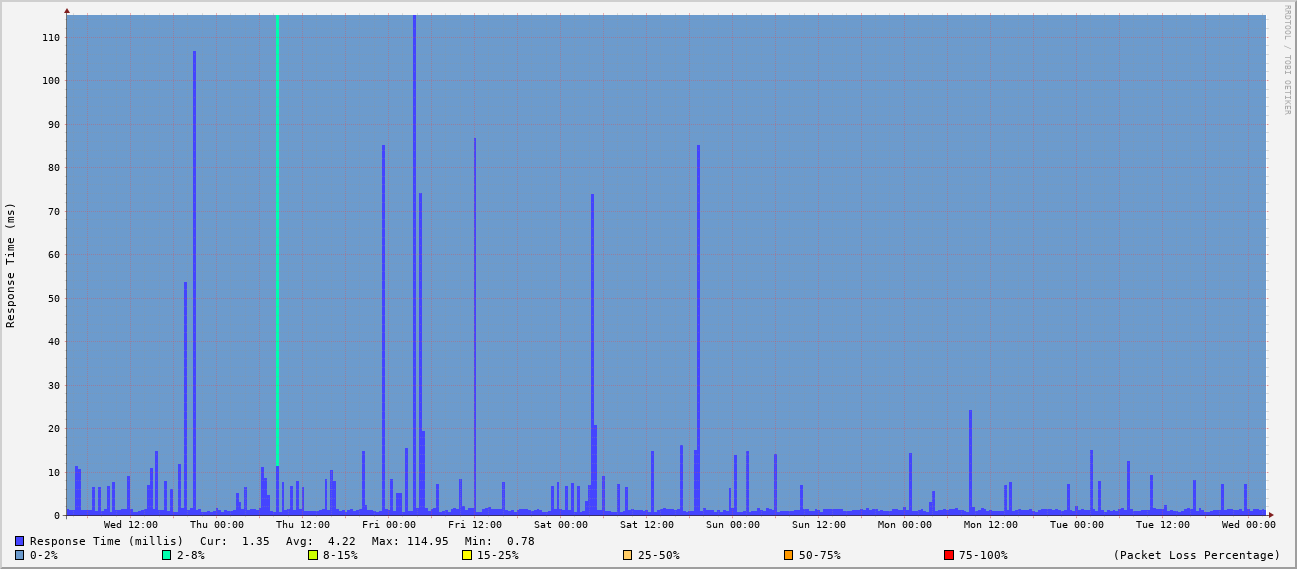 RRDTOOL / TOBI OETIKER
Response Time (ms)
110
100
90
80
70
60
50
40
30
20
10
0
Wed 12:00 Thu 00:00 Thu 12:00 Fri 00:00 Fri 12:00 Sat 00:00 Sat 12:00 Sun 00:00 Sun 12:00 Mon 00:00 Mon 12:00 Tue 00:00 Tue 12:00 Wed 00:00
Response Time (millis) Cur: 1.35 Avg: 4.22 Max: 114.95 Min: 0.78
0-2% 2-8% 8-15% 15-25% 25-50% 50-75% 75-100% (Packet Loss Percentage)